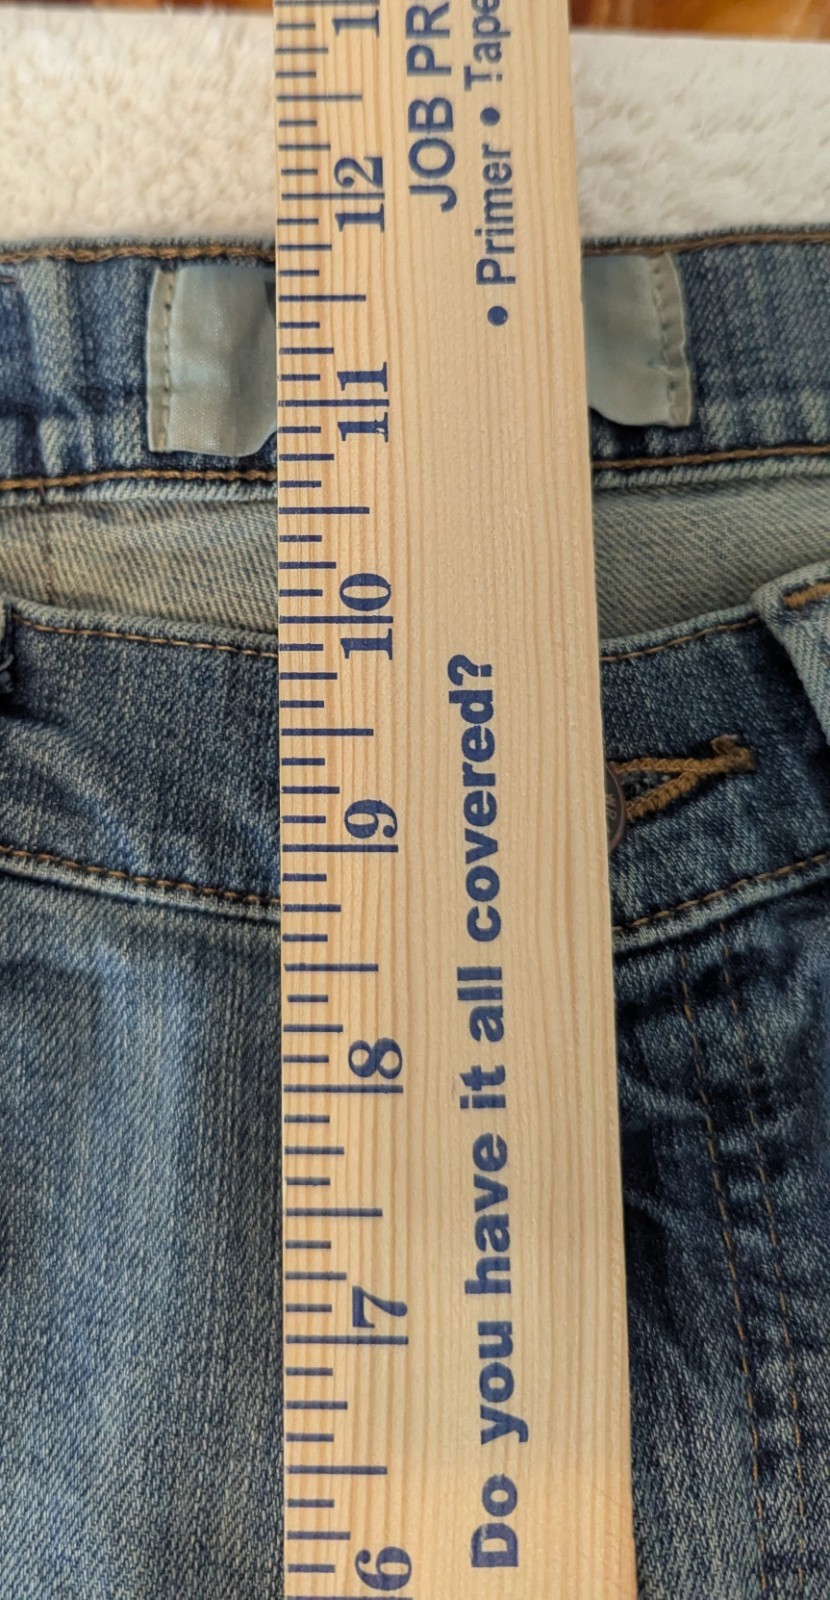 JOB PR
• Primer • Tape
Do you have it all covered?
12
11
10
9
8
7
6